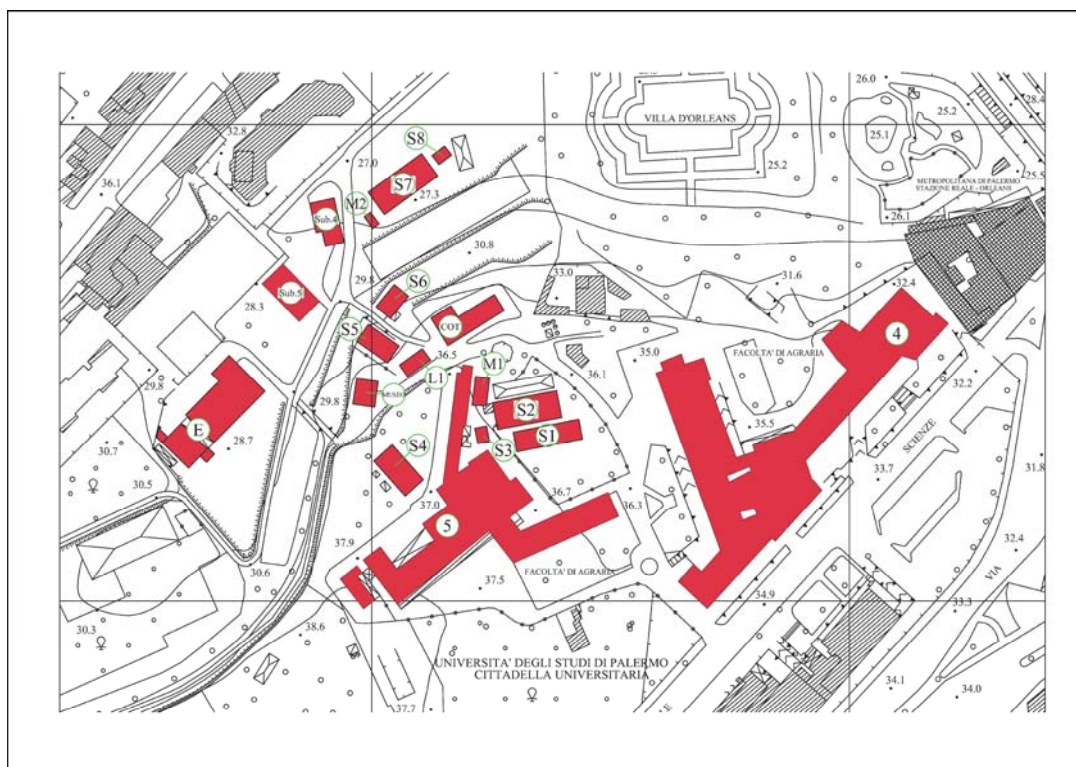 26.0
28.4
VILLA D'ORLEANS
25.2
25.1
32.8
S8
27.0
36.1
S7
25.2
METROPOLITANA DI PALERMO
STAZIONE REALE - ORLEANS
25.5
M2
27.3
Sub.4
26.1
30.8
29.8
S6
33.0
31.6
32.4
Sub.5
28.3
COT
S5
4
36.5
35.0
FACOLTA' DI AGRARIA
29.8
M1
L1
36.1
32.2
29.8
MUSEO
S2
35.5
E
28.7
S1
SCIENZE
S4
S3
30.7
33.7
31.8
30.5
36.7
37.0
36.3
5
37.9
32.4
FACOLTA' DI AGRARIA
VIA
30.6
37.5
34.9
33.3
30.3
38.6
UNIVERSITA' DEGLI STUDI DI PALERMO
CITTADELLA UNIVERSITARIA
34.1
34.0
37.7